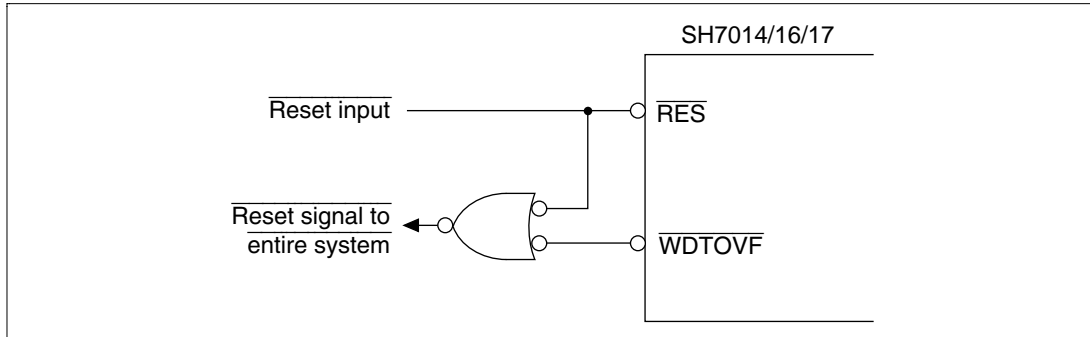 SH7014/16/17
Reset input
RES
Reset signal to
entire system
WDTOVF